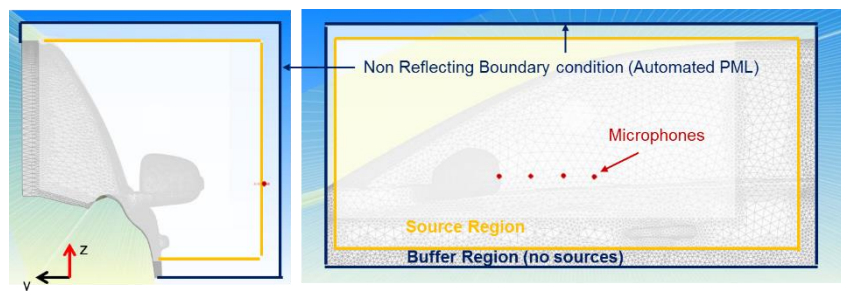 Non Reflecting Boundary condition (Automated PML)
Microphones
Source Region
Buffer Region (no sources)
z
y